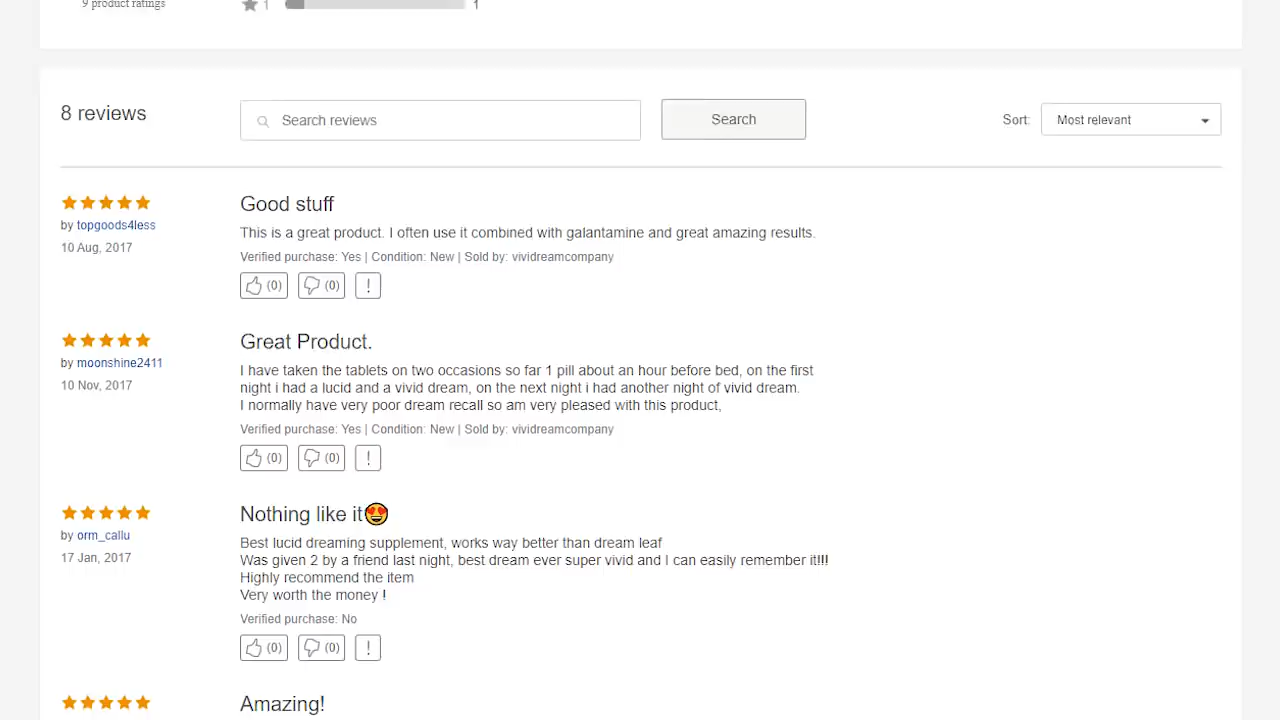 9 product ratings
1
1
8 reviews
Search reviews
Search
Sort:
Most relevant
by topgoods4less
10 Aug, 2017
Good stuff
This is a great product. I often use it combined with galantamine and great amazing results.
Verified purchase: Yes | Condition: New | Sold by: vividreamcompany
(0)
(0)
!
by moonshine2411
10 Nov, 2017
Great Product.
I have taken the tablets on two occasions so far 1 pill about an hour before bed, on the first
night i had a lucid and a vivid dream, on the next night i had another night of vivid dream.
I normally have very poor dream recall so am very pleased with this product,
Verified purchase: Yes | Condition: New | Sold by: vividreamcompany
(0)
(0)
!
by orm_callu
17 Jan, 2017
Nothing like it😍
Best lucid dreaming supplement, works way better than dream leaf
Was given 2 by a friend last night, best dream ever super vivid and I can easily remember it!!!
Highly recommend the item
Very worth the money !
Verified purchase: No
(0)
(0)
!
Amazing!